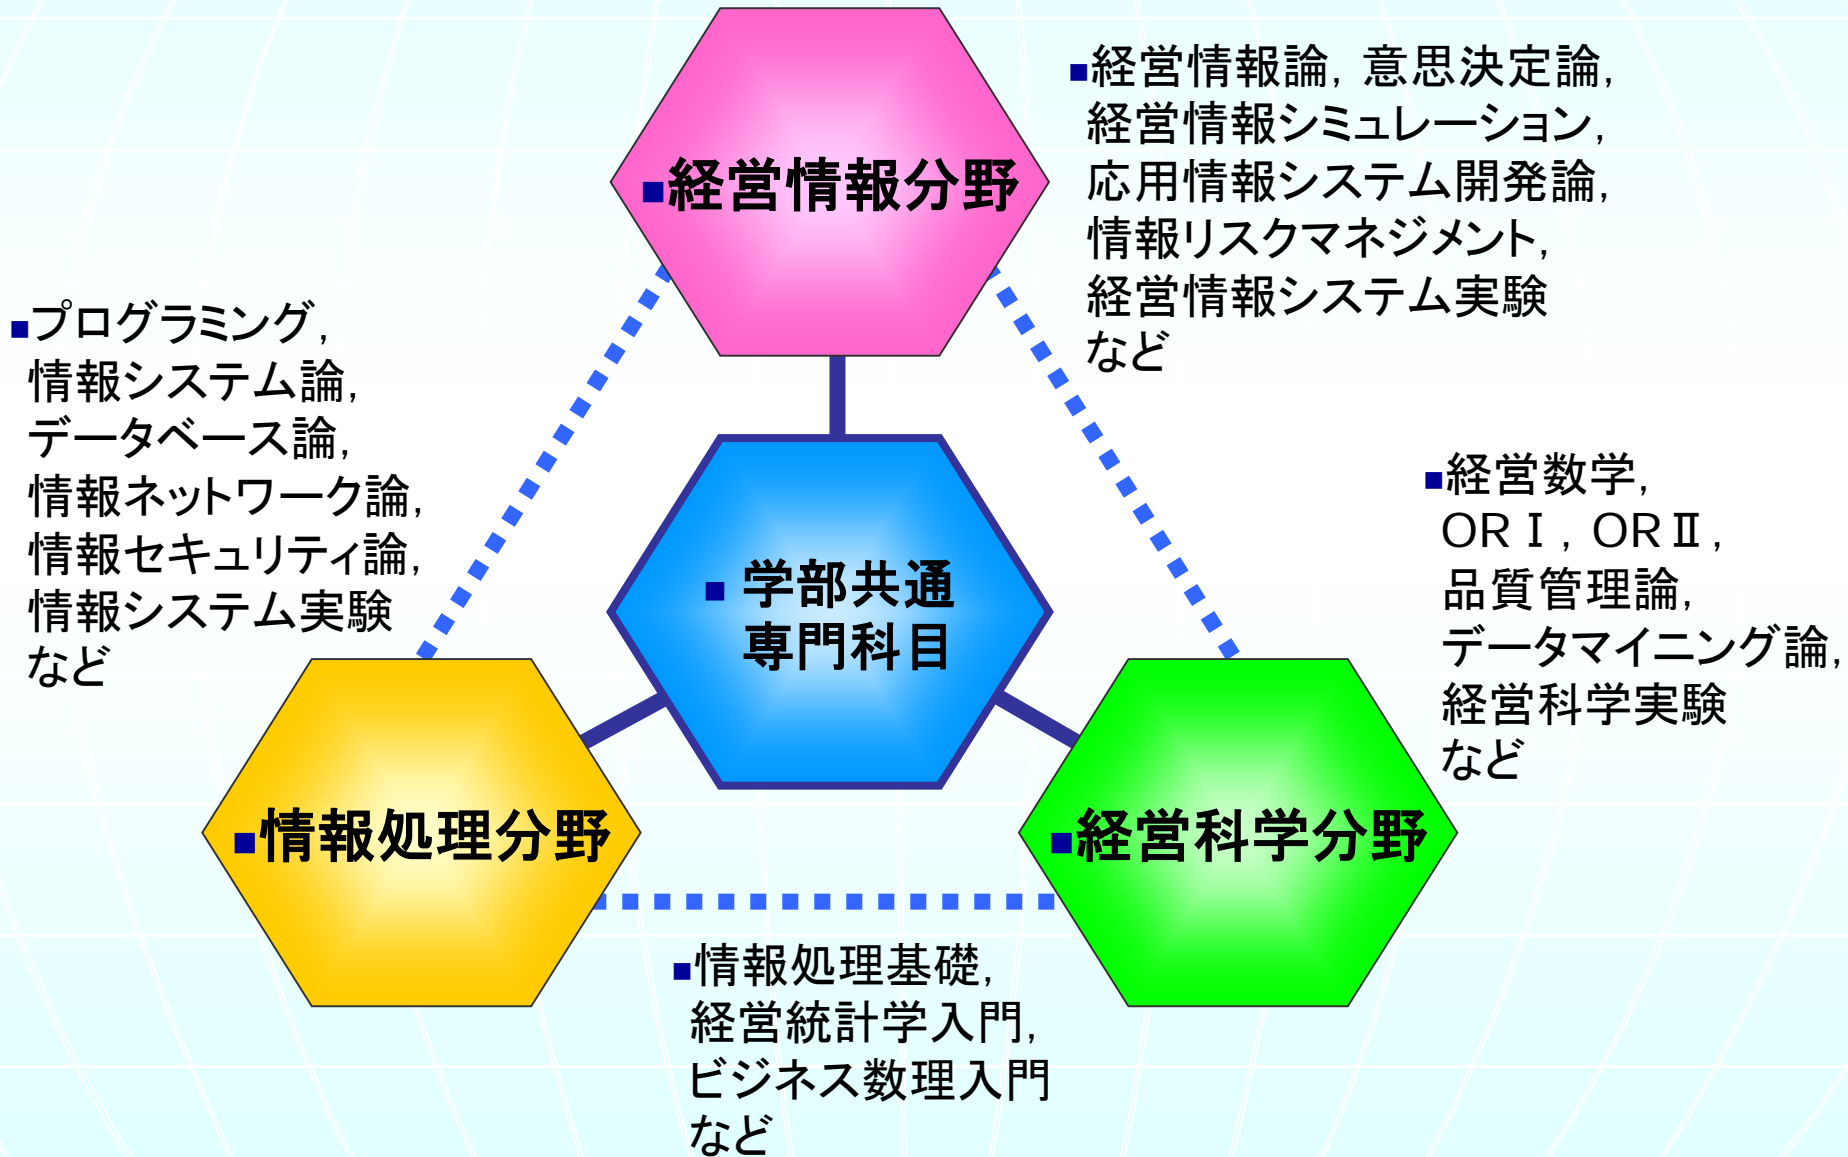 ■経営情報分野
■経営情報論, 意思決定論,
経営情報シミュレーション,
応用情報システム開発論,
情報リスクマネジメント,
経営情報システム実験
など
■プログラミング,
情報システム論,
データベース論,
情報ネットワーク論,
情報セキュリティ論,
情報システム実験
など
■学部共通
専門科目
■経営数学,
ORⅠ, ORⅡ,
品質管理論,
データマイニング論,
経営科学実験
など
■情報処理分野
■経営科学分野
■情報処理基礎,
経営統計学入門,
ビジネス数理入門
など